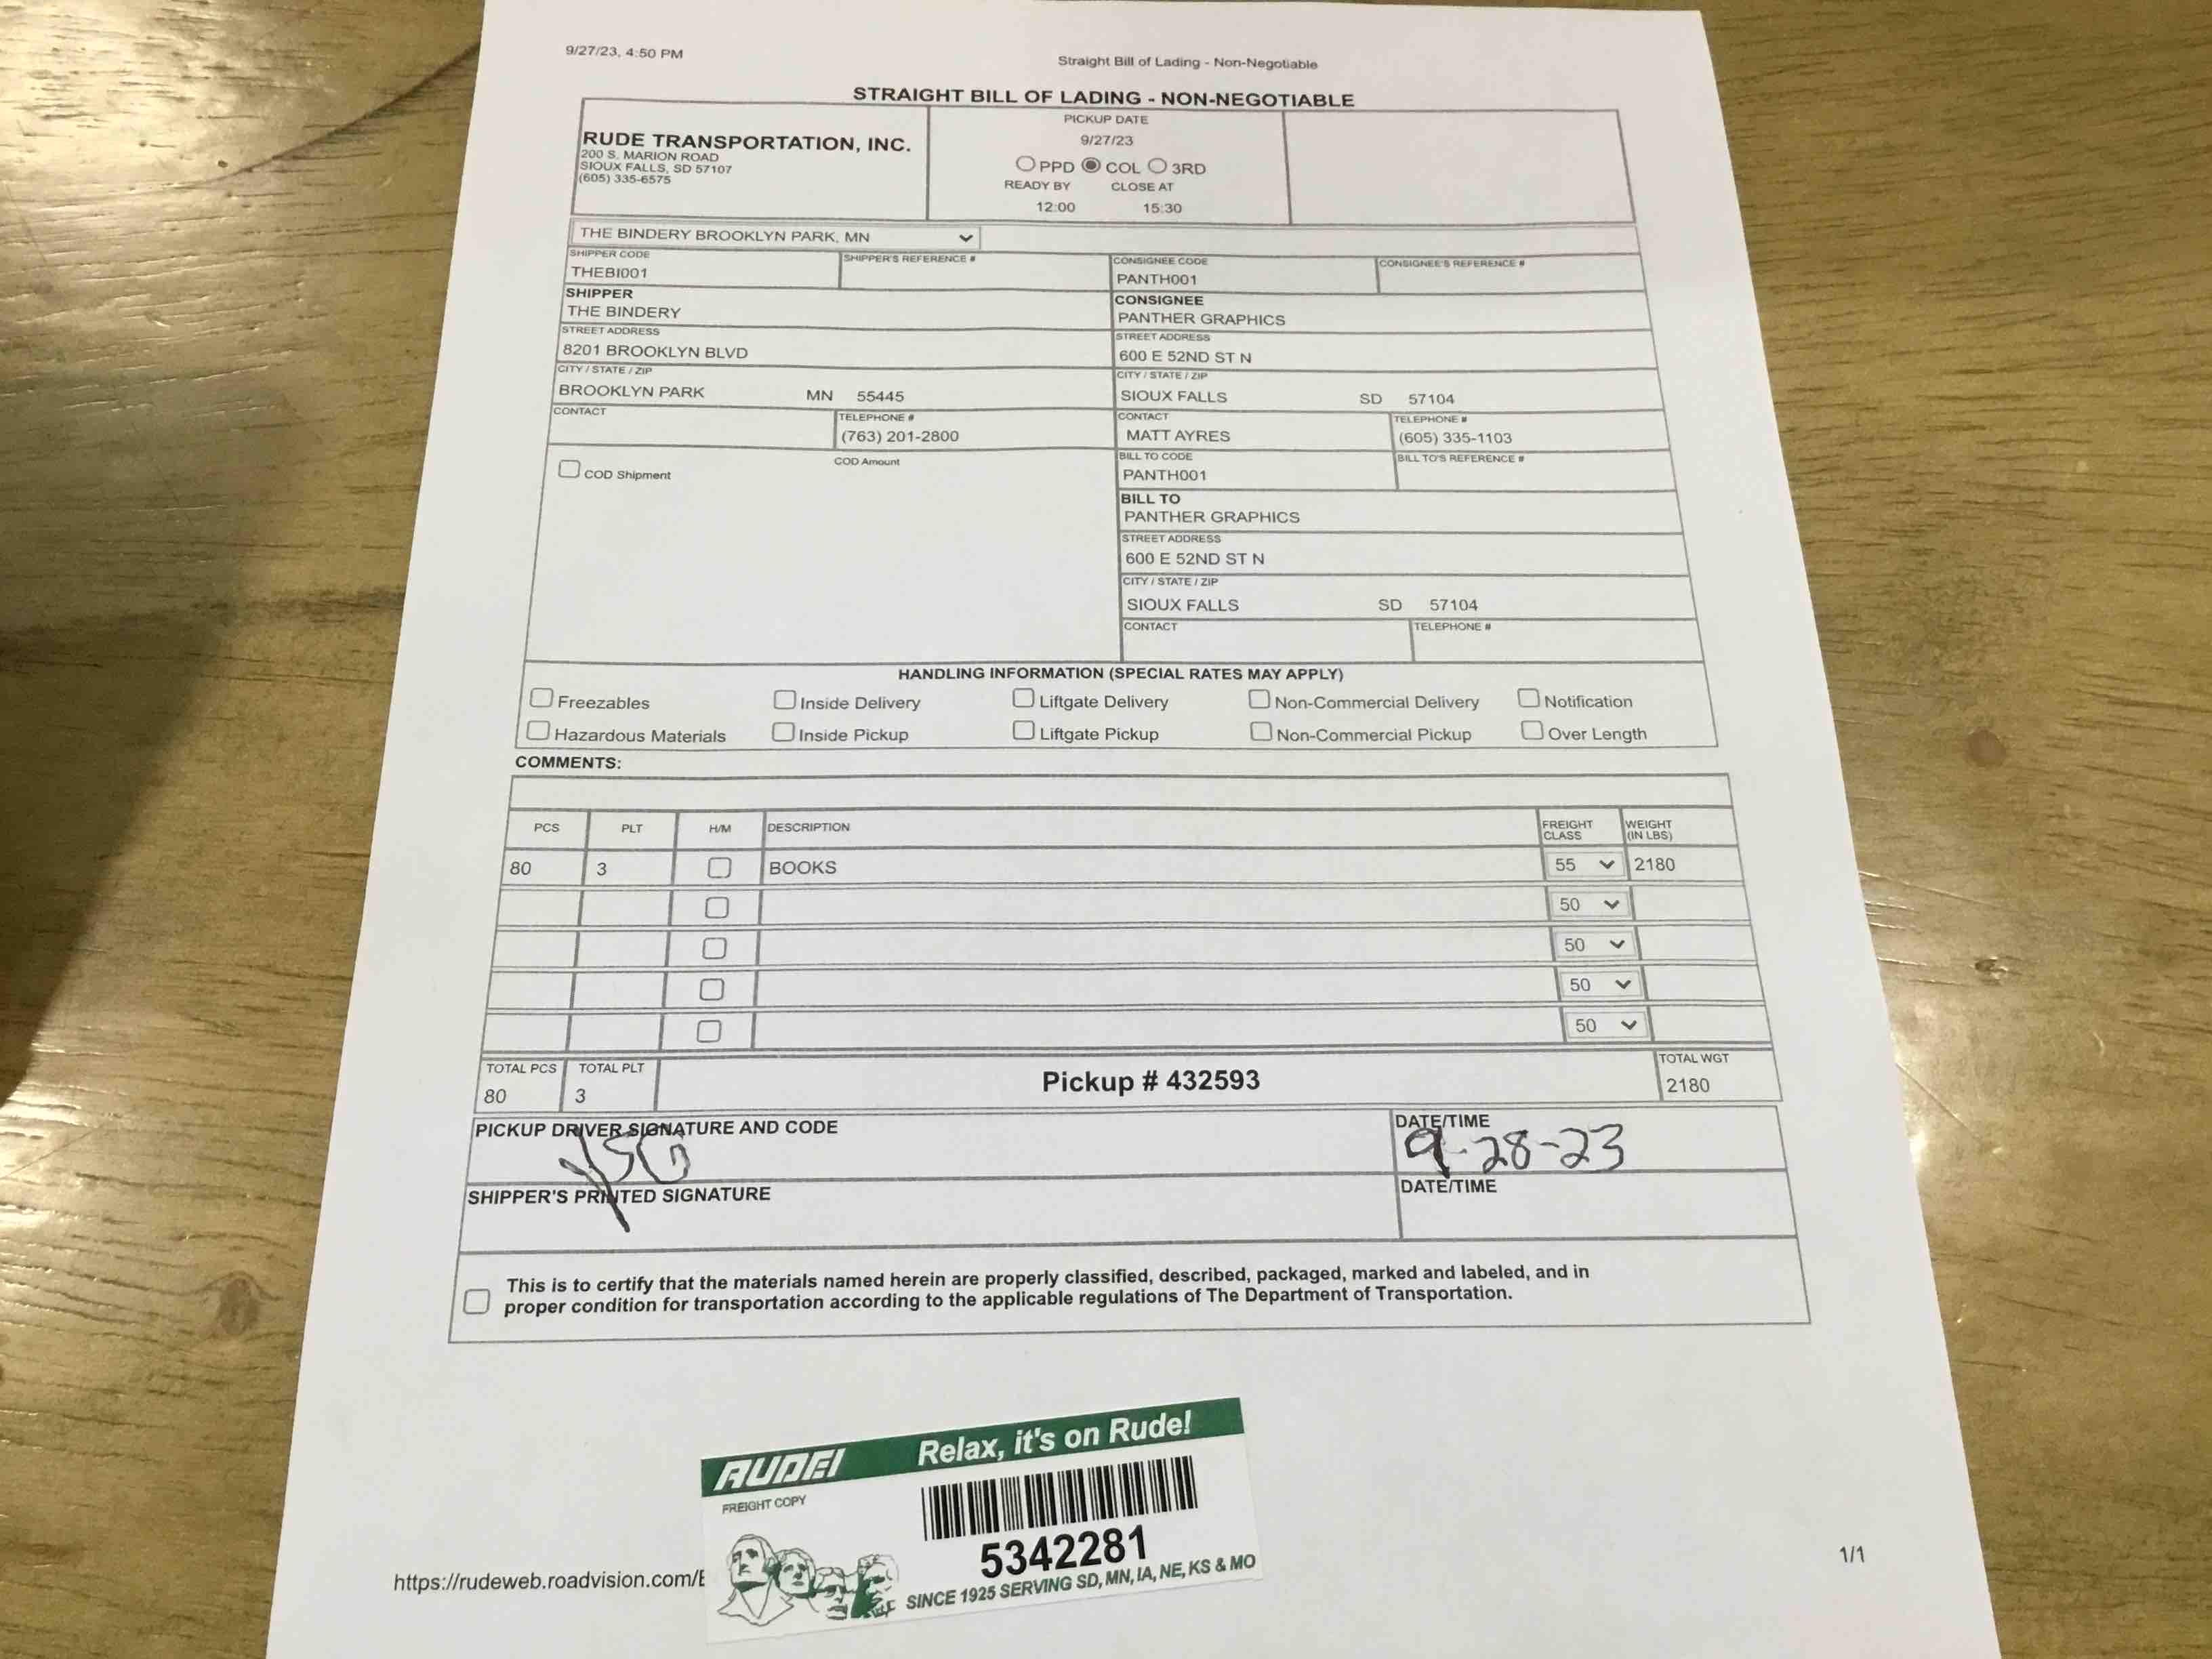 9/27/23, 4:50 PM
Straight Bill of Lading - Non-Negotiable
STRAIGHT BILL OF LADING - NON-NEGOTIABLE
RUDE TRANSPORTATION, INC.
200 S. MARION ROAD
SIOUX FALLS, SD 57107
(605) 335-6575
PICKUP DATE
9/27/23
PPD COL 3RD
READY BY CLOSE AT
12:00 15:30
THE BINDERY BROOKLYN PARK, MN
SHIPPER CODE SHIPPER'S REFERENCE #
THEBI001
SHIPPER
THE BINDERY
STREET ADDRESS
8201 BROOKLYN BLVD
CITY / STATE / ZIP
BROOKLYN PARK MN 55445
CONTACT TELEPHONE #
(763) 201-2800
COD Shipment COD Amount
CONSIGNEE CODE CONSIGNEE'S REFERENCE #
PANTH001
CONSIGNEE
PANTHER GRAPHICS
STREET ADDRESS
600 E 52ND ST N
CITY / STATE / ZIP
SIOUX FALLS SD 57104
CONTACT TELEPHONE #
MATT AYRES (605) 335-1103
BILL TO CODE BILL TO'S REFERENCE #
PANTH001
BILL TO
PANTHER GRAPHICS
STREET ADDRESS
600 E 52ND ST N
CITY / STATE / ZIP
SIOUX FALLS SD 57104
CONTACT TELEPHONE #
HANDLING INFORMATION (SPECIAL RATES MAY APPLY)
Freezables Inside Delivery Liftgate Delivery Non-Commercial Delivery Notification
Hazardous Materials Inside Pickup Liftgate Pickup Non-Commercial Pickup Over Length
COMMENTS:
PCS PLT H/M DESCRIPTION FREIGHT CLASS WEIGHT (IN LBS)
80 3 BOOKS 55 2180
50
50
50
50
TOTAL PCS TOTAL PLT TOTAL WGT
80 3 Pickup # 432593 2180
PICKUP DRIVER SIGNATURE AND CODE DATE/TIME
9-28-23
SHIPPER'S PRINTED SIGNATURE DATE/TIME
This is to certify that the materials named herein are properly classified, described, packaged, marked and labeled, and in
proper condition for transportation according to the applicable regulations of The Department of Transportation.
RUDE! Relax, it's on Rude!
FREIGHT COPY
5342281
SINCE 1925 SERVING SD, MN, IA, NE, KS & MO
https://rudeweb.roadvision.com/
1/1